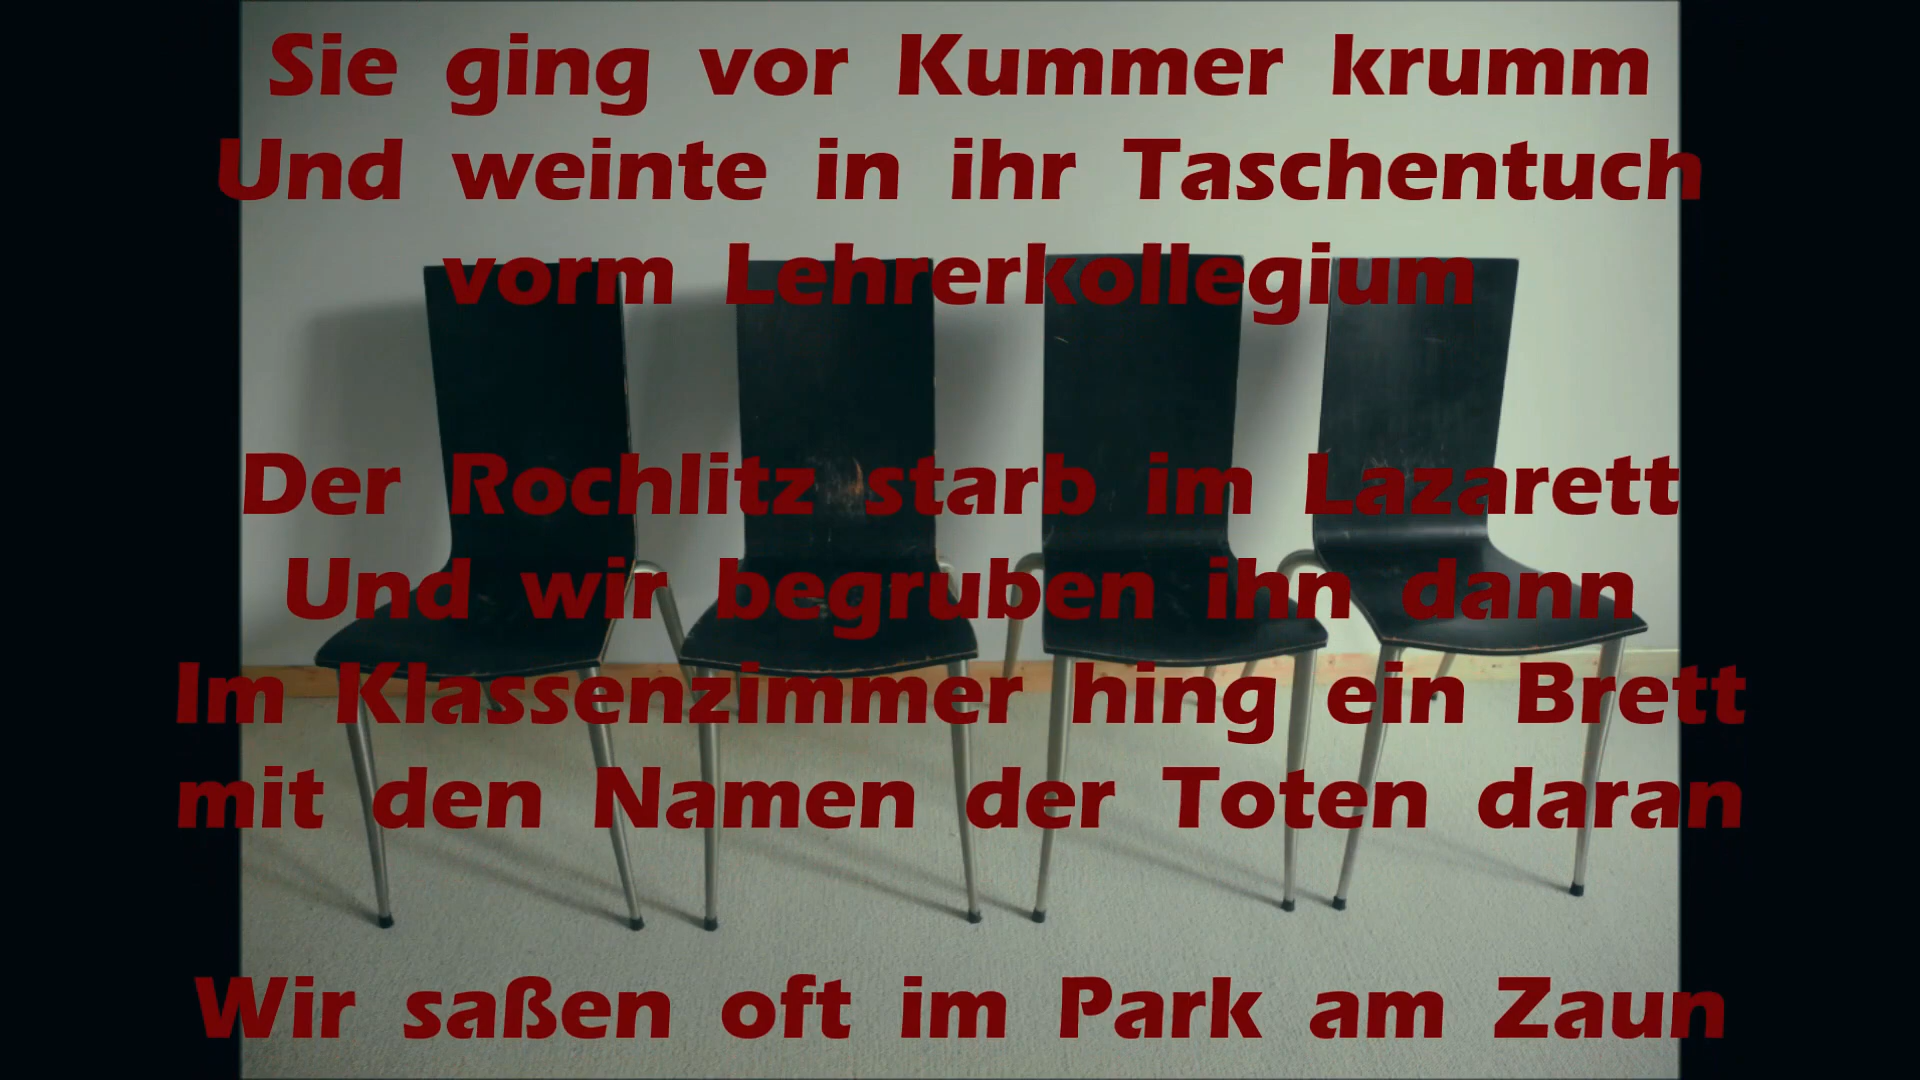 Sie ging vor Kummer krumm
Und weinte in ihr Taschentuch
vorm Lehrerkollegium
Der Rochlitz starb im Lazarett
Und wir begruben ihn dann
Im Klassenzimmer hing ein Brett
mit den Namen der Toten daran
Wir saßen oft im Park am Zaun